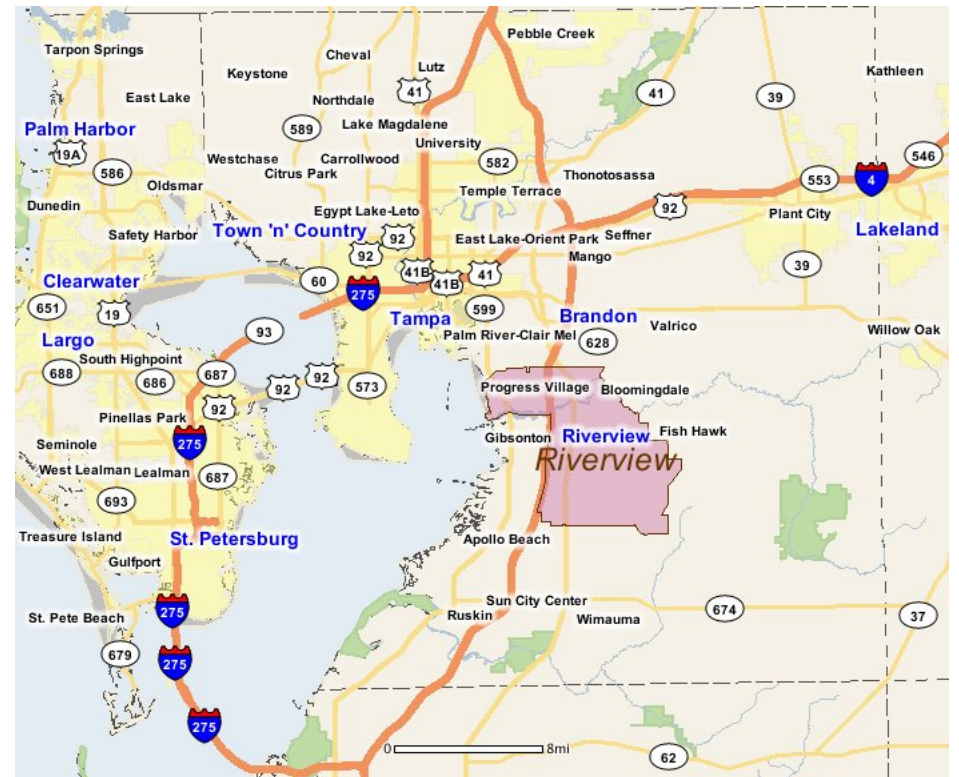 Pebble Creek
Tarpon Springs
Cheval
Lutz
Keystone
Kathleen
41
41
39
East Lake
Northdale
Palm Harbor
589
Lake Magdalene
University
19A
586
Westchase
Carrollwood
582
546
Citrus Park
Thonotosassa
553
4
Oldsmar
Temple Terrace
Dunedin
Egypt Lake-Leto
92
Plant City
Safety Harbor
Town 'n' Country
92
92
East Lake-Orient Park
Seffner
Lakeland
Mango
41B
41B
41
39
Clearwater
60
275
651
19
Tampa
599
Brandon
Valrico
93
Palm River-Clair Mel
628
Willow Oak
Largo
South Highpoint
688
686
687
92
92
573
Progress Village
Bloomingdale
92
Pinellas Park
275
Gibsonton
Riverview
Fish Hawk
Seminole
Riverview
West Lealman
Lealman
687
693
Treasure Island
St. Petersburg
Apollo Beach
Gulfport
275
Sun City Center
St. Pete Beach
Ruskin
Wimauma
674
37
679
275
275
0
8mi
62